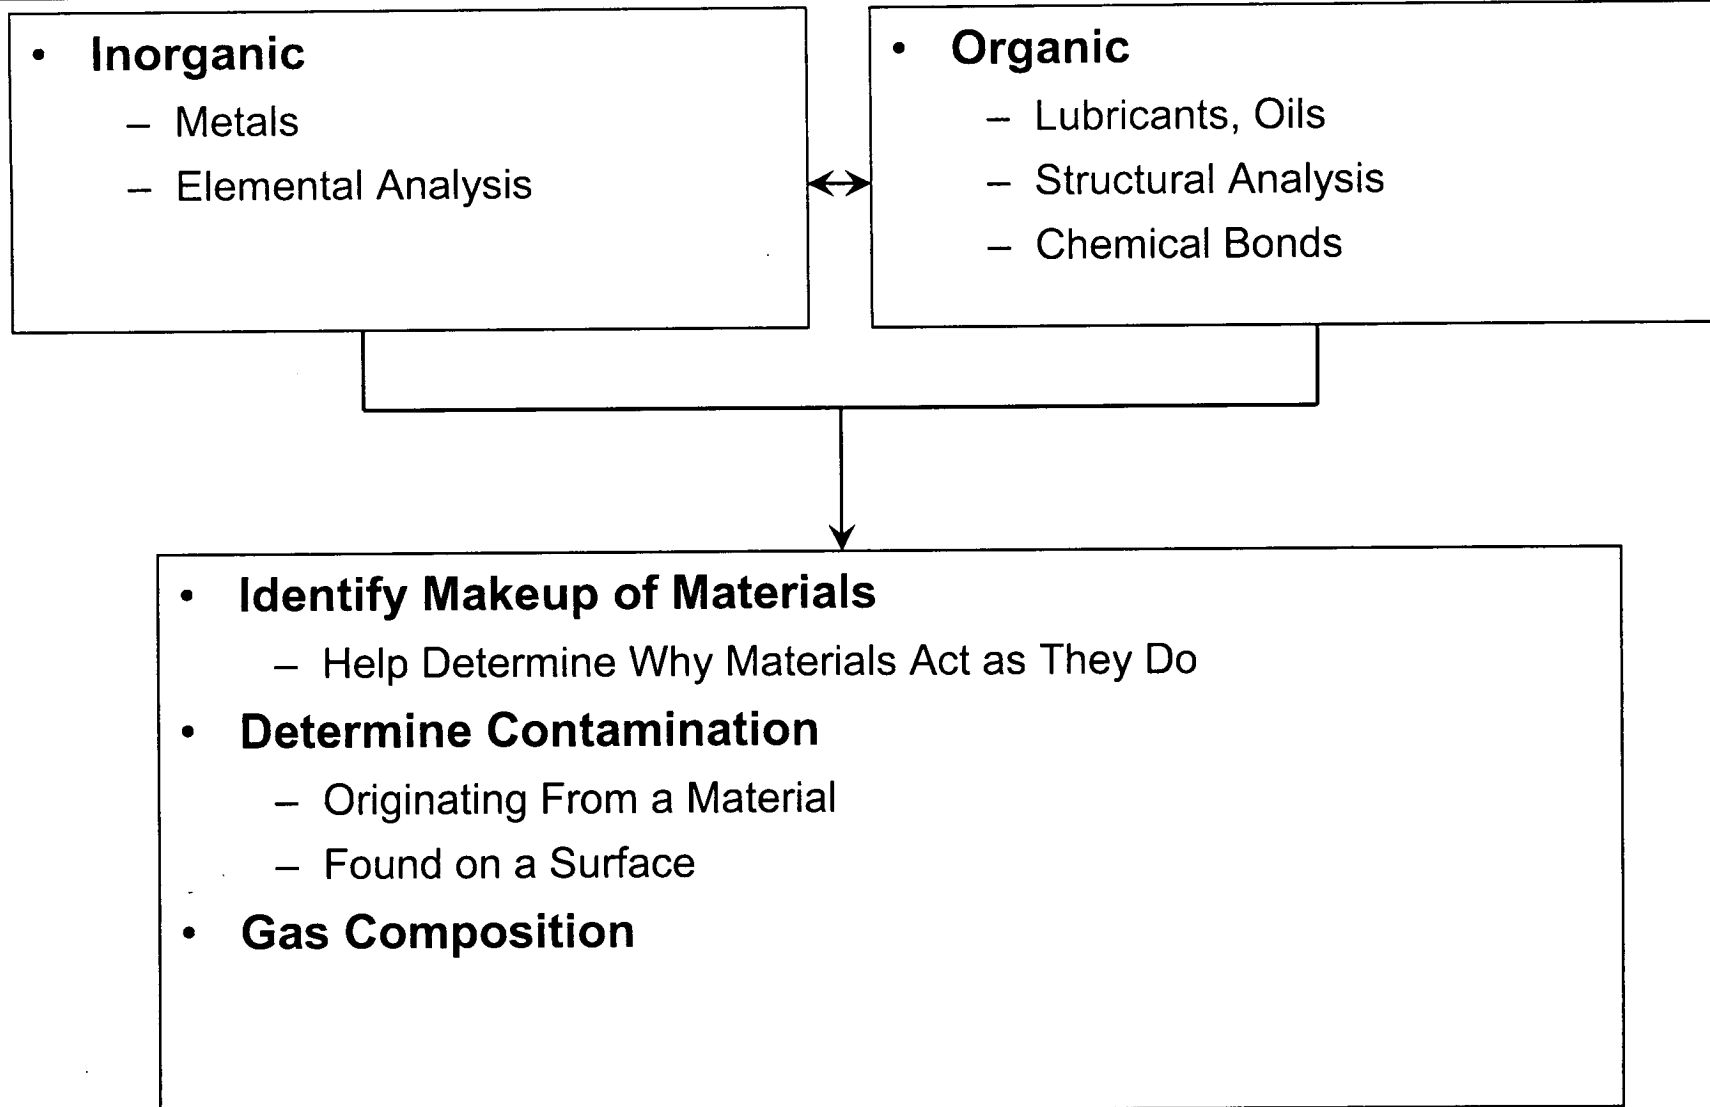 • Inorganic
– Metals
– Elemental Analysis
• Organic
– Lubricants, Oils
– Structural Analysis
– Chemical Bonds
• Identify Makeup of Materials
– Help Determine Why Materials Act as They Do
• Determine Contamination
– Originating From a Material
– Found on a Surface
• Gas Composition